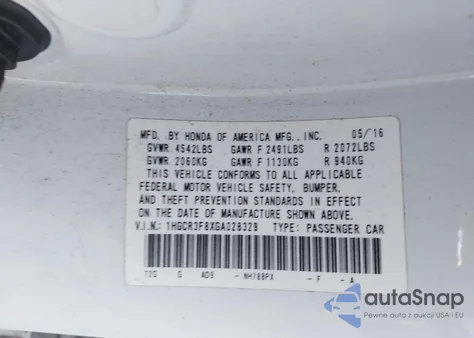 MFD. BY HONDA OF AMERICA MFG., INC. 05/'16
GVWR 4542LBS GAWR F 2491LBS R 2072LBS
GVWR 2060KG GAWR F 1130KG R 940KG
THIS VEHICLE CONFORMS TO ALL APPLICABLE
FEDERAL MOTOR VEHICLE SAFETY, BUMPER,
AND THEFT PREVENTION STANDARDS IN EFFECT
ON THE DATE OF MANUFACTURE SHOWN ABOVE.
V.I.N.: 1HGCR3F8XGA028329 TYPE: PASSENGER CAR
G A09 -NH788PX -F -A
autoSnap
Pewne auta z aukcji USA i EU